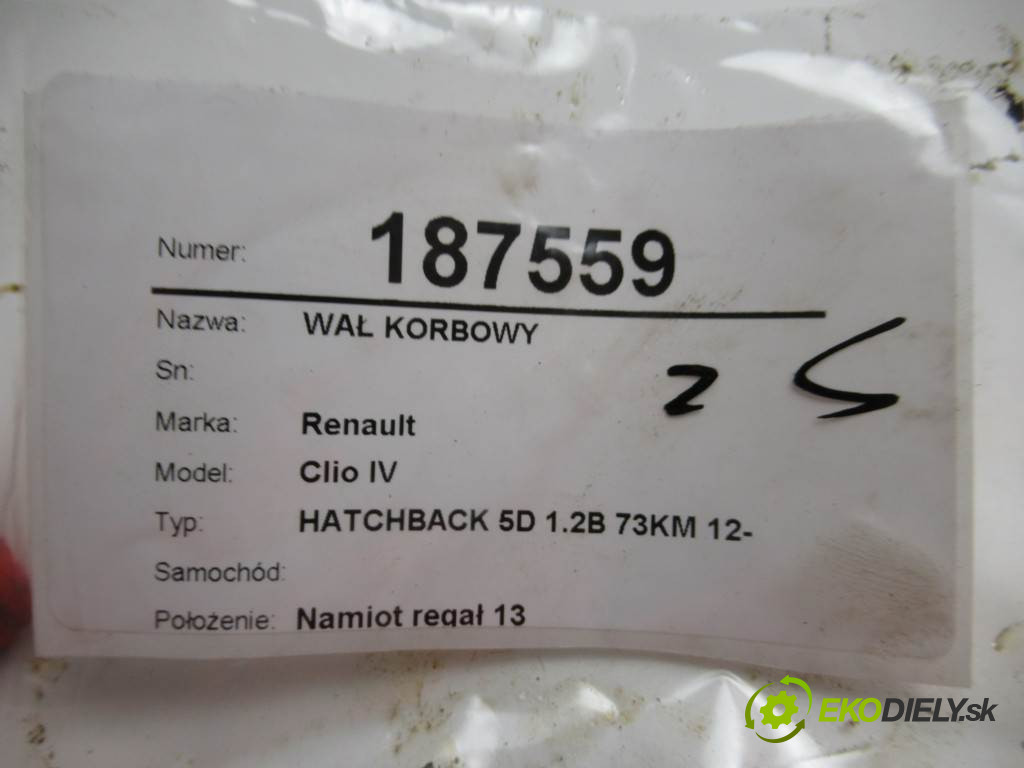 Numer: 187559
Nazwa: WAŁ KORBOWY
Sn:
Marka: Renault
Model: Clio IV
Typ: HATCHBACK 5D 1.2B 73KM 12-
Samochód:
Położenie: Namiot regał 13
EKODIELY.sk